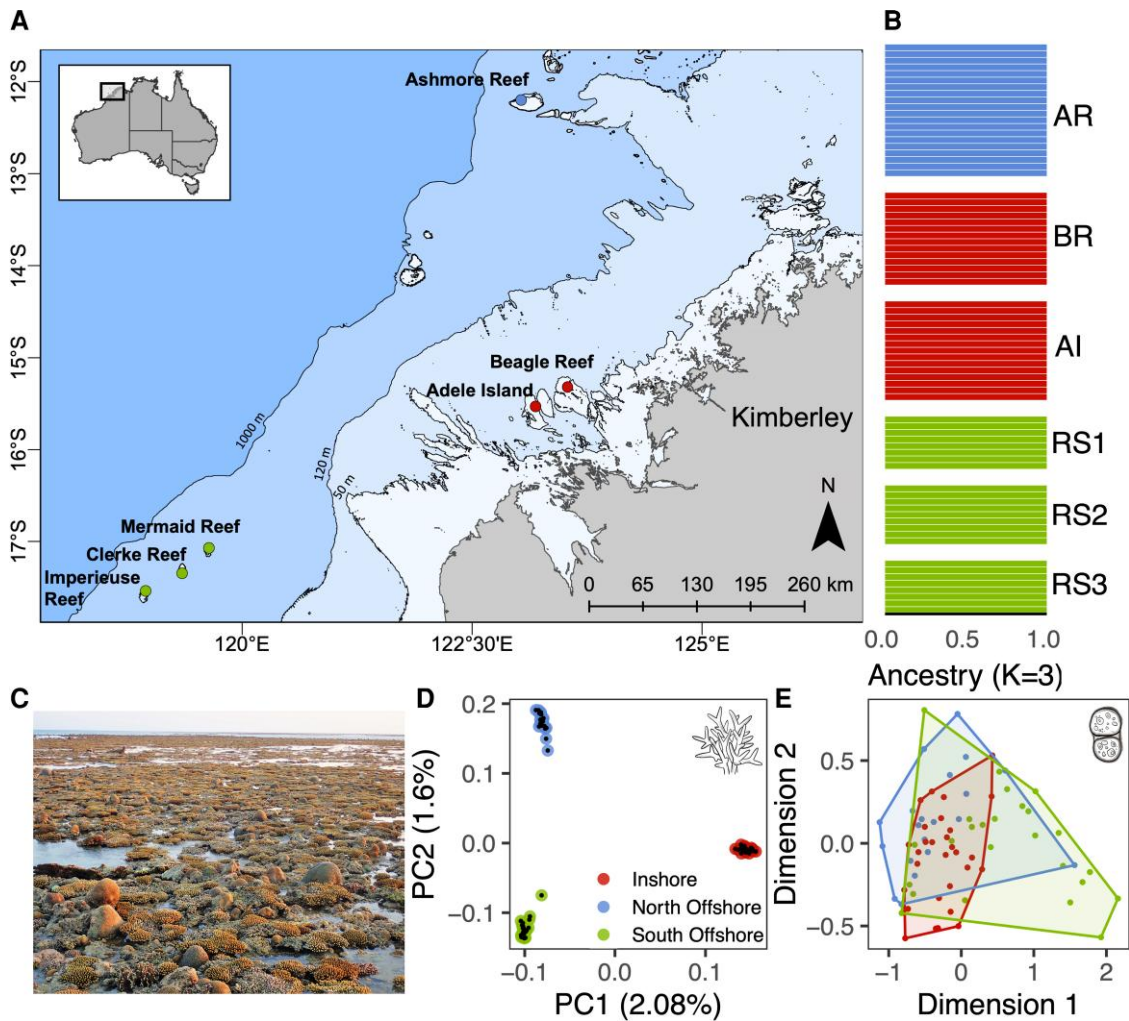 A
B
12°S
13°S
14°S
15°S
16°S
17°S
Ashmore Reef
Beagle Reef
Adele Island
Kimberley
1000 m
120 m
50 m
N
Mermaid Reef
Clerke Reef
Imperieuse
Reef
0 65 130 195 260 km
120°E
122°30'E
125°E
AR
BR
AI
RS1
RS2
RS3
0.0 0.5 1.0
Ancestry (K=3)
C
D
E
0.2
0.1
0.0
−0.1
PC2 (1.6%)
Inshore
North Offshore
South Offshore
−0.1 0.0 0.1
PC1 (2.08%)
Dimension 2
0.5
0.0
−0.5
−1 0 1 2
Dimension 1